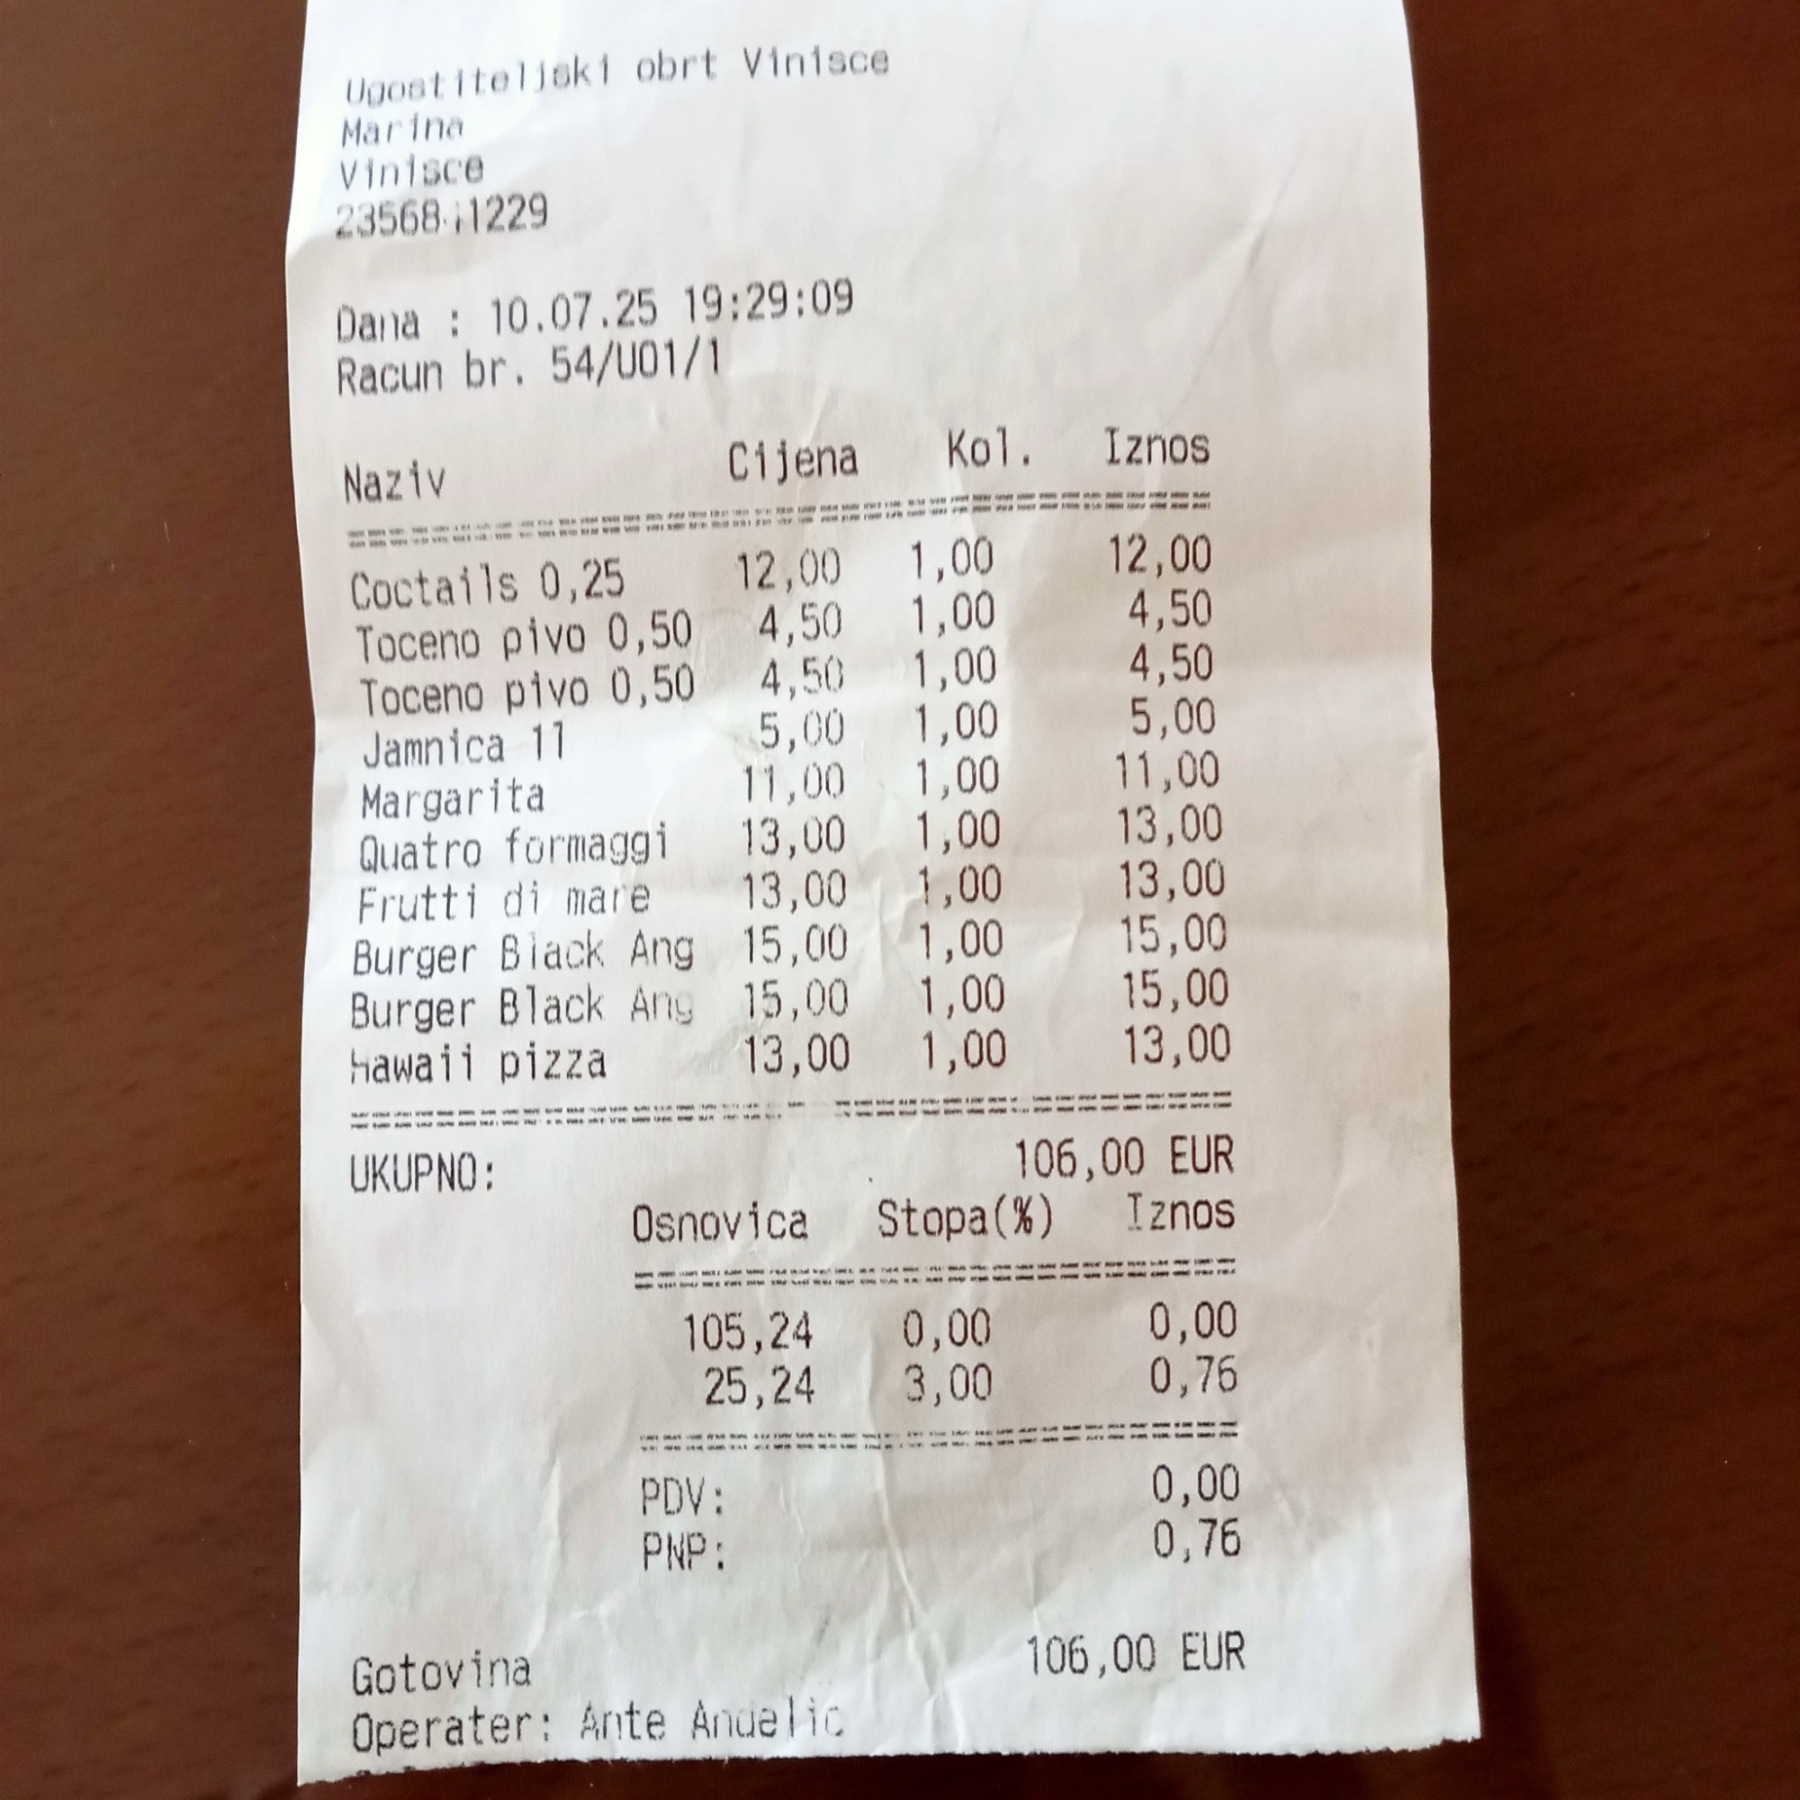 Ugostiteljski obrt Vinisce
Marina
Vinisce
Dana : 10.07.25 19:29:09
Racun br. 54/U01/1
Naziv Cijena Kol. Iznos
Coctails 0,25 12,00 1,00 12,00
Toceno pivo 0,50 4,50 1,00 4,50
Toceno pivo 0,50 4,50 1,00 4,50
Jamnica 1l 5,00 1,00 5,00
Margarita 11,00 1,00 11,00
Quatro formaggi 13,00 1,00 13,00
Frutti di mare 13,00 1,00 13,00
Burger Black Ang 15,00 1,00 15,00
Burger Black Ang 15,00 1,00 15,00
Hawaii pizza 13,00 1,00 13,00
UKUPNO: 106,00 EUR
Osnovica Stopa(%) Iznos
105,24 0,00 0,00
25,24 3,00 0,76
PDV: 0,00
PNP: 0,76
Gotovina 106,00 EUR
Operater: Ante Andelic